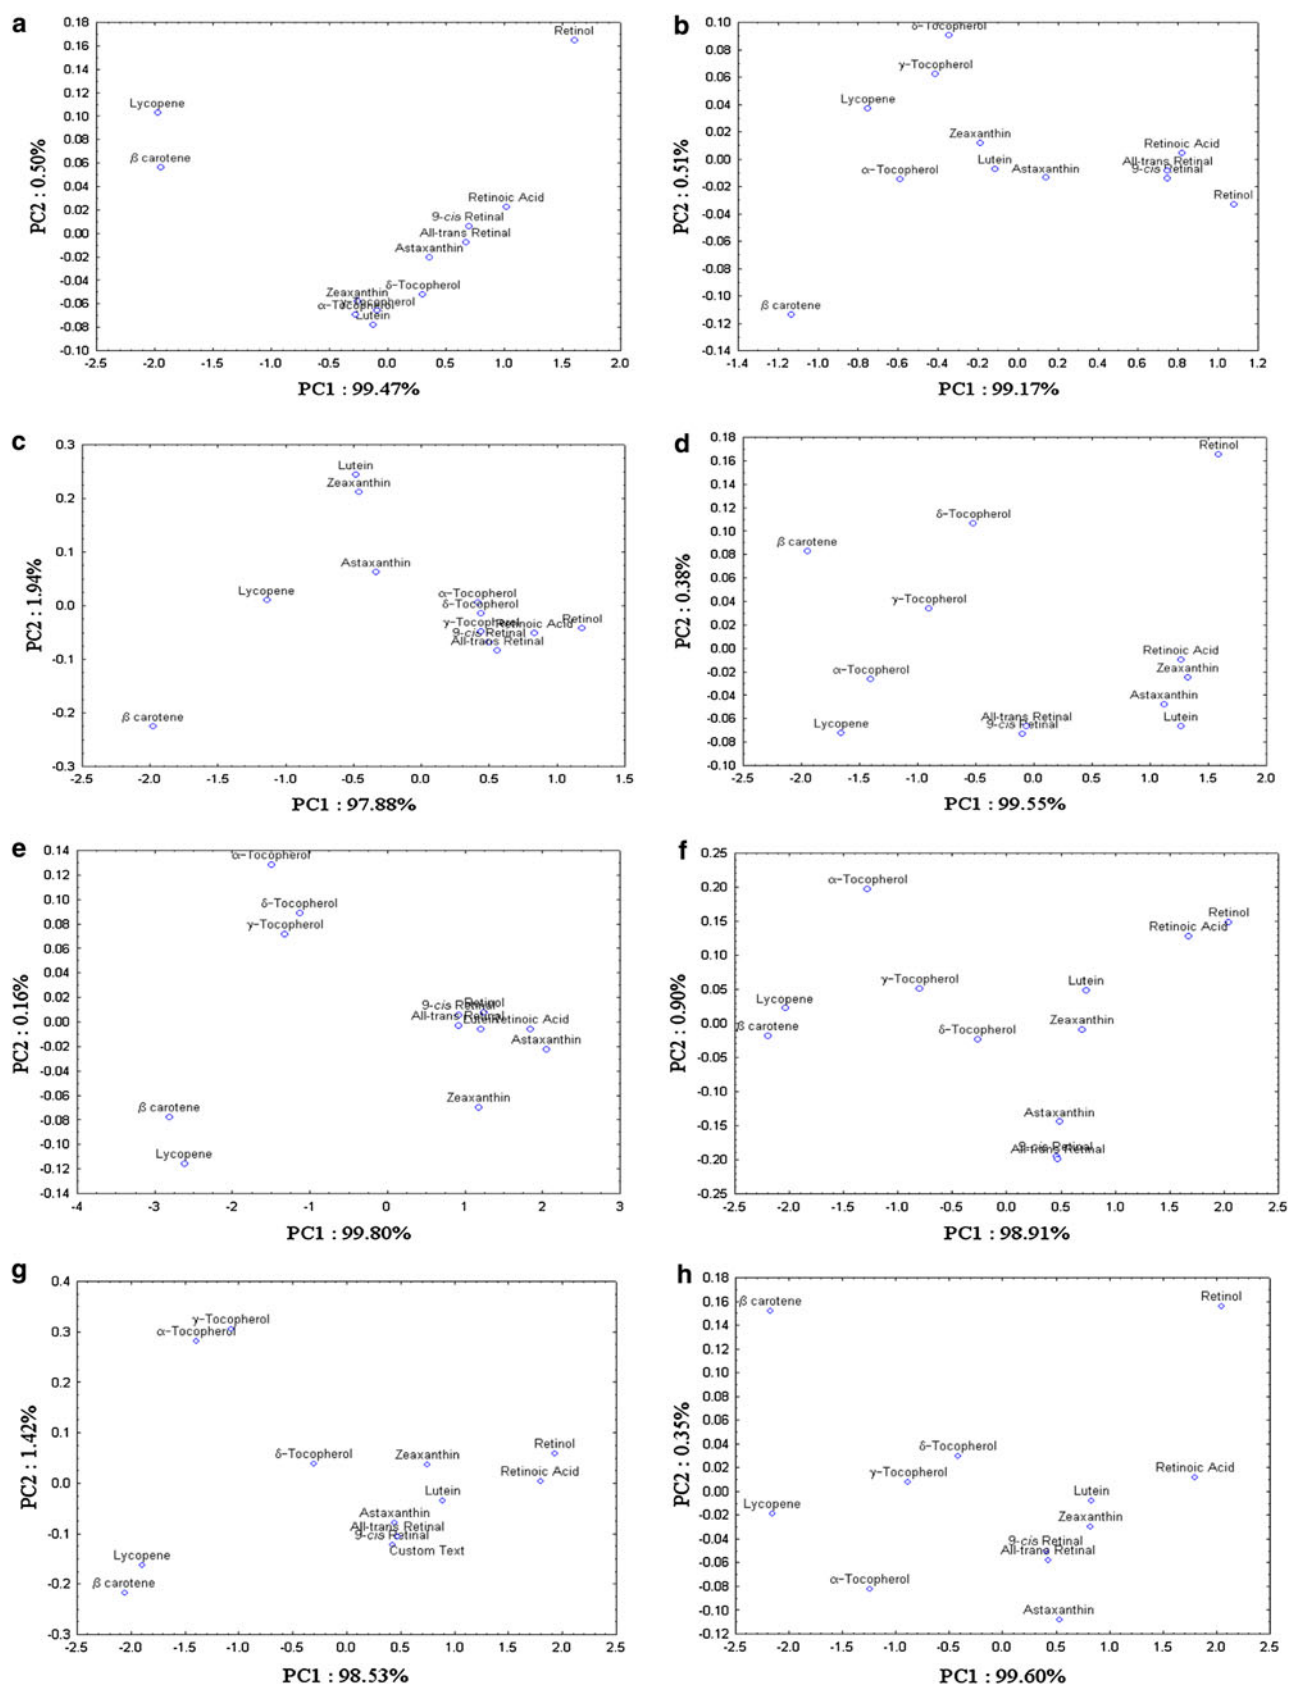 a
0.18
0.16
0.14
0.12
0.10
0.08
0.06
0.04
0.02
0.00
-0.02
-0.04
-0.06
-0.08
-0.10
PC2 : 0.50%
Retinol
Lycopene
β carotene
Retinoic Acid
9-cis Retinal
All-trans Retinal
Astaxanthin
δ-Tocopherol
Zeaxanthin
γ-Tocopherol
α-Tocopherol
Lutein
-2.5 -2.0 -1.5 -1.0 -0.5 0.0 0.5 1.0 1.5 2.0
PC1 : 99.47%
b
0.10
0.08
0.06
0.04
0.02
0.00
-0.02
-0.04
-0.06
-0.08
-0.10
-0.12
-0.14
PC2 : 0.51%
δ-Tocopherol
γ-Tocopherol
Lycopene
Zeaxanthin
Retinoic Acid
Lutein
All-trans Retinal
α-Tocopherol
Astaxanthin
9-cis Retinal
Retinol
β carotene
-1.4 -1.2 -1.0 -0.8 -0.6 -0.4 -0.2 0.0 0.2 0.4 0.6 0.8 1.0 1.2
PC1 : 99.17%
c
0.3
0.2
0.1
0.0
-0.1
-0.2
-0.3
PC2 : 1.94%
Lutein
Zeaxanthin
Astaxanthin
Lycopene
α-Tocopherol
δ-Tocopherol
γ-Tocopherol
Retinoic Acid
Retinol
9-cis Retinal
All-trans Retinal
β carotene
-2.5 -2.0 -1.5 -1.0 -0.5 0.0 0.5 1.0 1.5
PC1 : 97.88%
d
0.18
0.16
0.14
0.12
0.10
0.08
0.06
0.04
0.02
0.00
-0.02
-0.04
-0.06
-0.08
-0.10
PC2 : 0.38%
Retinol
δ-Tocopherol
β carotene
γ-Tocopherol
Retinoic Acid
α-Tocopherol
Zeaxanthin
Astaxanthin
Lycopene
All-trans Retinal
9-cis Retinal
Lutein
-2.5 -2.0 -1.5 -1.0 -0.5 0.0 0.5 1.0 1.5 2.0
PC1 : 99.55%
e
0.14
0.12
0.10
0.08
0.06
0.04
0.02
0.00
-0.02
-0.04
-0.06
-0.08
-0.10
-0.12
-0.14
PC2 : 0.16%
α-Tocopherol
δ-Tocopherol
γ-Tocopherol
Retinol
9-cis Retinal
All-trans Retinal
Lutein
Retinoic Acid
Astaxanthin
Zeaxanthin
β carotene
Lycopene
-4 -3 -2 -1 0 1 2 3
PC1 : 99.80%
f
0.25
0.20
0.15
0.10
0.05
0.00
-0.05
-0.10
-0.15
-0.20
-0.25
PC2 : 0.90%
α-Tocopherol
Retinol
Retinoic Acid
γ-Tocopherol
Lutein
Lycopene
β carotene
Zeaxanthin
δ-Tocopherol
Astaxanthin
9-cis Retinal
All-trans Retinal
-2.5 -2.0 -1.5 -1.0 -0.5 0.0 0.5 1.0 1.5 2.0 2.5
PC1 : 98.91%
g
0.4
0.3
0.2
0.1
0.0
-0.1
-0.2
-0.3
PC2 : 1.42%
γ-Tocopherol
α-Tocopherol
δ-Tocopherol
Zeaxanthin
Retinol
Retinoic Acid
Lutein
Astaxanthin
All-trans Retinal
9-cis Retinal
Custom Text
Lycopene
β carotene
-2.5 -2.0 -1.5 -1.0 -0.5 0.0 0.5 1.0 1.5 2.0 2.5
PC1 : 98.53%
h
0.18
0.16
0.14
0.12
0.10
0.08
0.06
0.04
0.02
0.00
-0.02
-0.04
-0.06
-0.08
-0.10
-0.12
PC2 : 0.35%
β carotene
Retinol
δ-Tocopherol
γ-Tocopherol
Retinoic Acid
Lycopene
Lutein
Zeaxanthin
9-cis Retinal
All-trans Retinal
α-Tocopherol
Astaxanthin
-2.5 -2.0 -1.5 -1.0 -0.5 0.0 0.5 1.0 1.5 2.0 2.5
PC1 : 99.60%